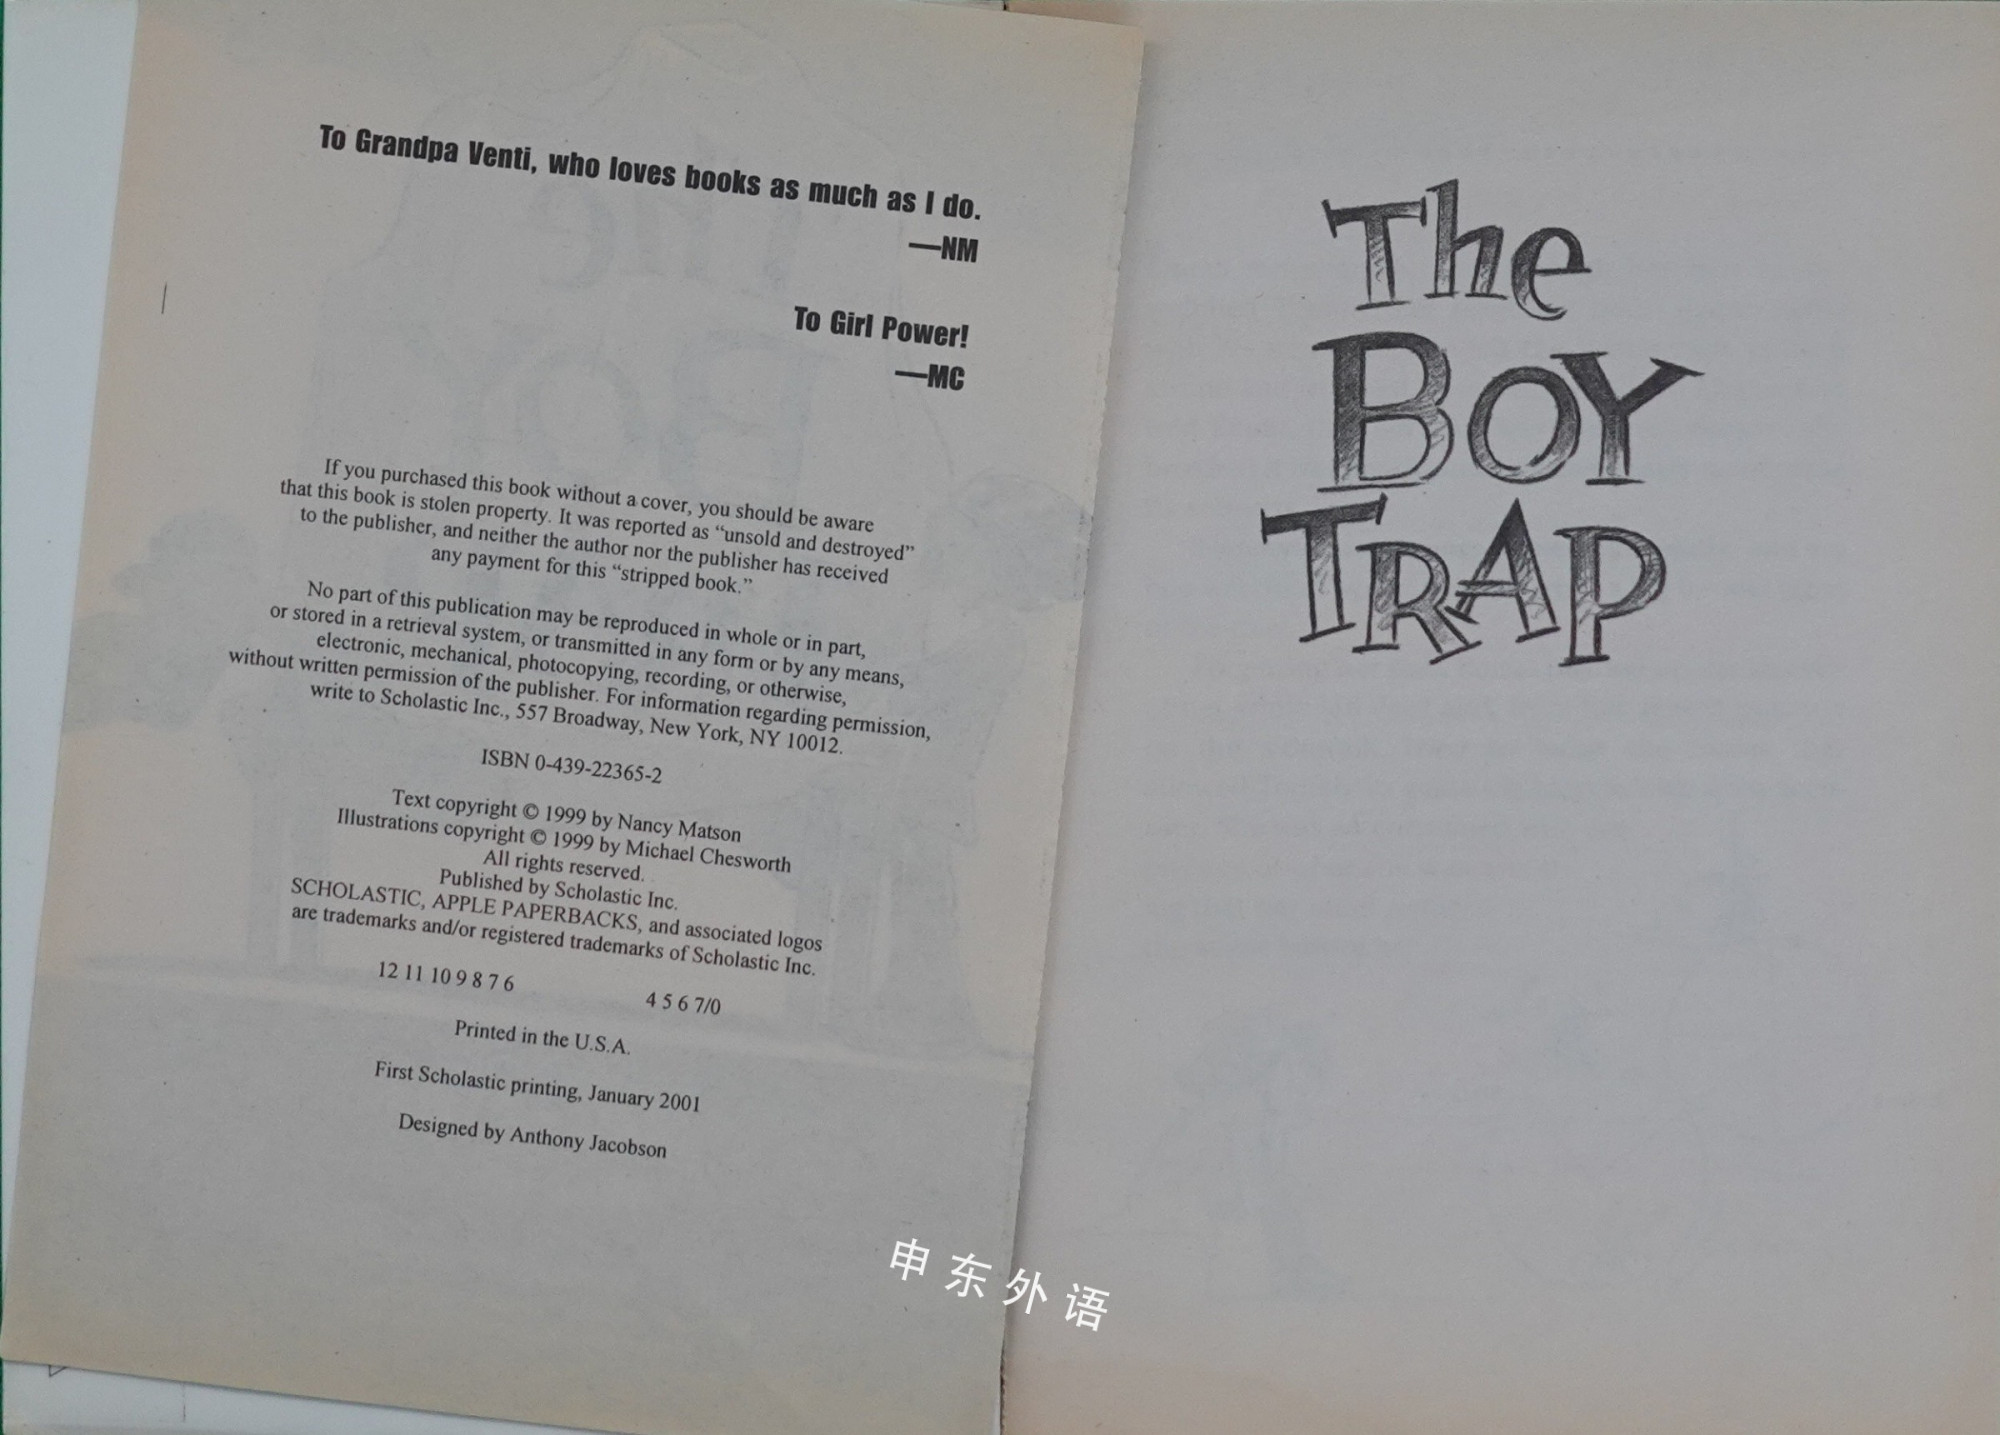 To Grandpa Venti, who loves books as much as I do.
—NM
To Girl Power!
—MC
If you purchased this book without a cover, you should be aware
that this book is stolen property. It was reported as “unsold and destroyed”
to the publisher, and neither the author nor the publisher has received
any payment for this “stripped book.”
No part of this publication may be reproduced in whole or in part,
or stored in a retrieval system, or transmitted in any form or by any means,
electronic, mechanical, photocopying, recording, or otherwise,
without written permission of the publisher. For information regarding permission,
write to Scholastic Inc., 557 Broadway, New York, NY 10012.
ISBN 0-439-22365-2
Text copyright © 1999 by Nancy Matson
Illustrations copyright © 1999 by Michael Chesworth
All rights reserved.
Published by Scholastic Inc.
SCHOLASTIC, APPLE PAPERBACKS, and associated logos
are trademarks and/or registered trademarks of Scholastic Inc.
12 11 10 9 8 7 6 4 5 6 7/0
Printed in the U.S.A.
First Scholastic printing, January 2001
Designed by Anthony Jacobson
The
BOY
TRAP
申东外语